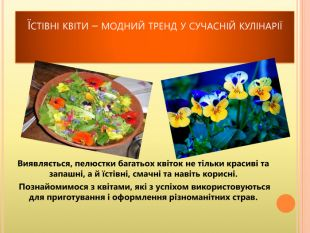 Їстівні квіти – модний тренд у сучасній кулінарії
Виявляється, пелюстки багатьох квіток не тільки красиві та
запашні, а й їстівні, смачні та навіть корисні.
Познайомимося з квітами, які з успіхом використовуються
для приготування і оформлення різноманітних страв.